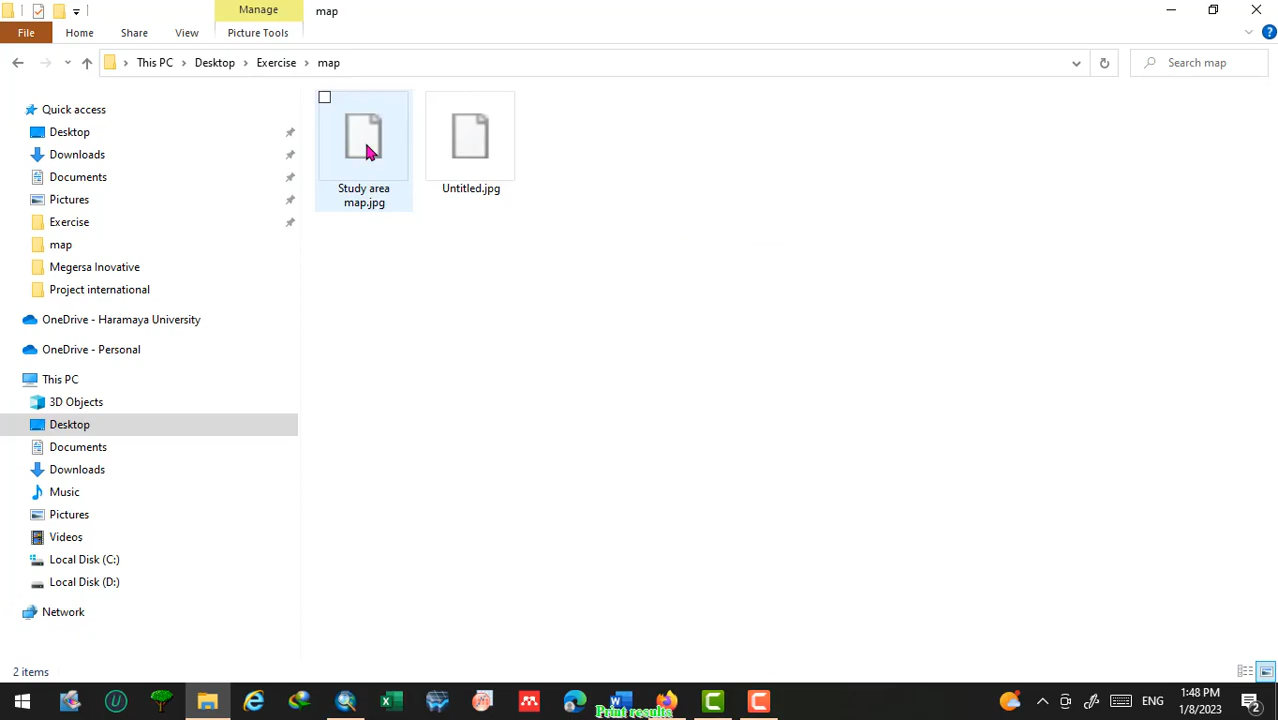 Manage
map
File
Home
Share
View
Picture Tools
This PC
Desktop
Exercise
map
Search map
Quick access
Desktop
Downloads
Documents
Pictures
Exercise
map
Megersa Inovative
Project international
OneDrive - Haramaya University
OneDrive - Personal
This PC
3D Objects
Desktop
Documents
Downloads
Music
Pictures
Videos
Local Disk (C:)
Local Disk (D:)
Network
Study area
map.jpg
Untitled.jpg
2 items
Print results
ENG
1:48 PM
1/8/2023
2